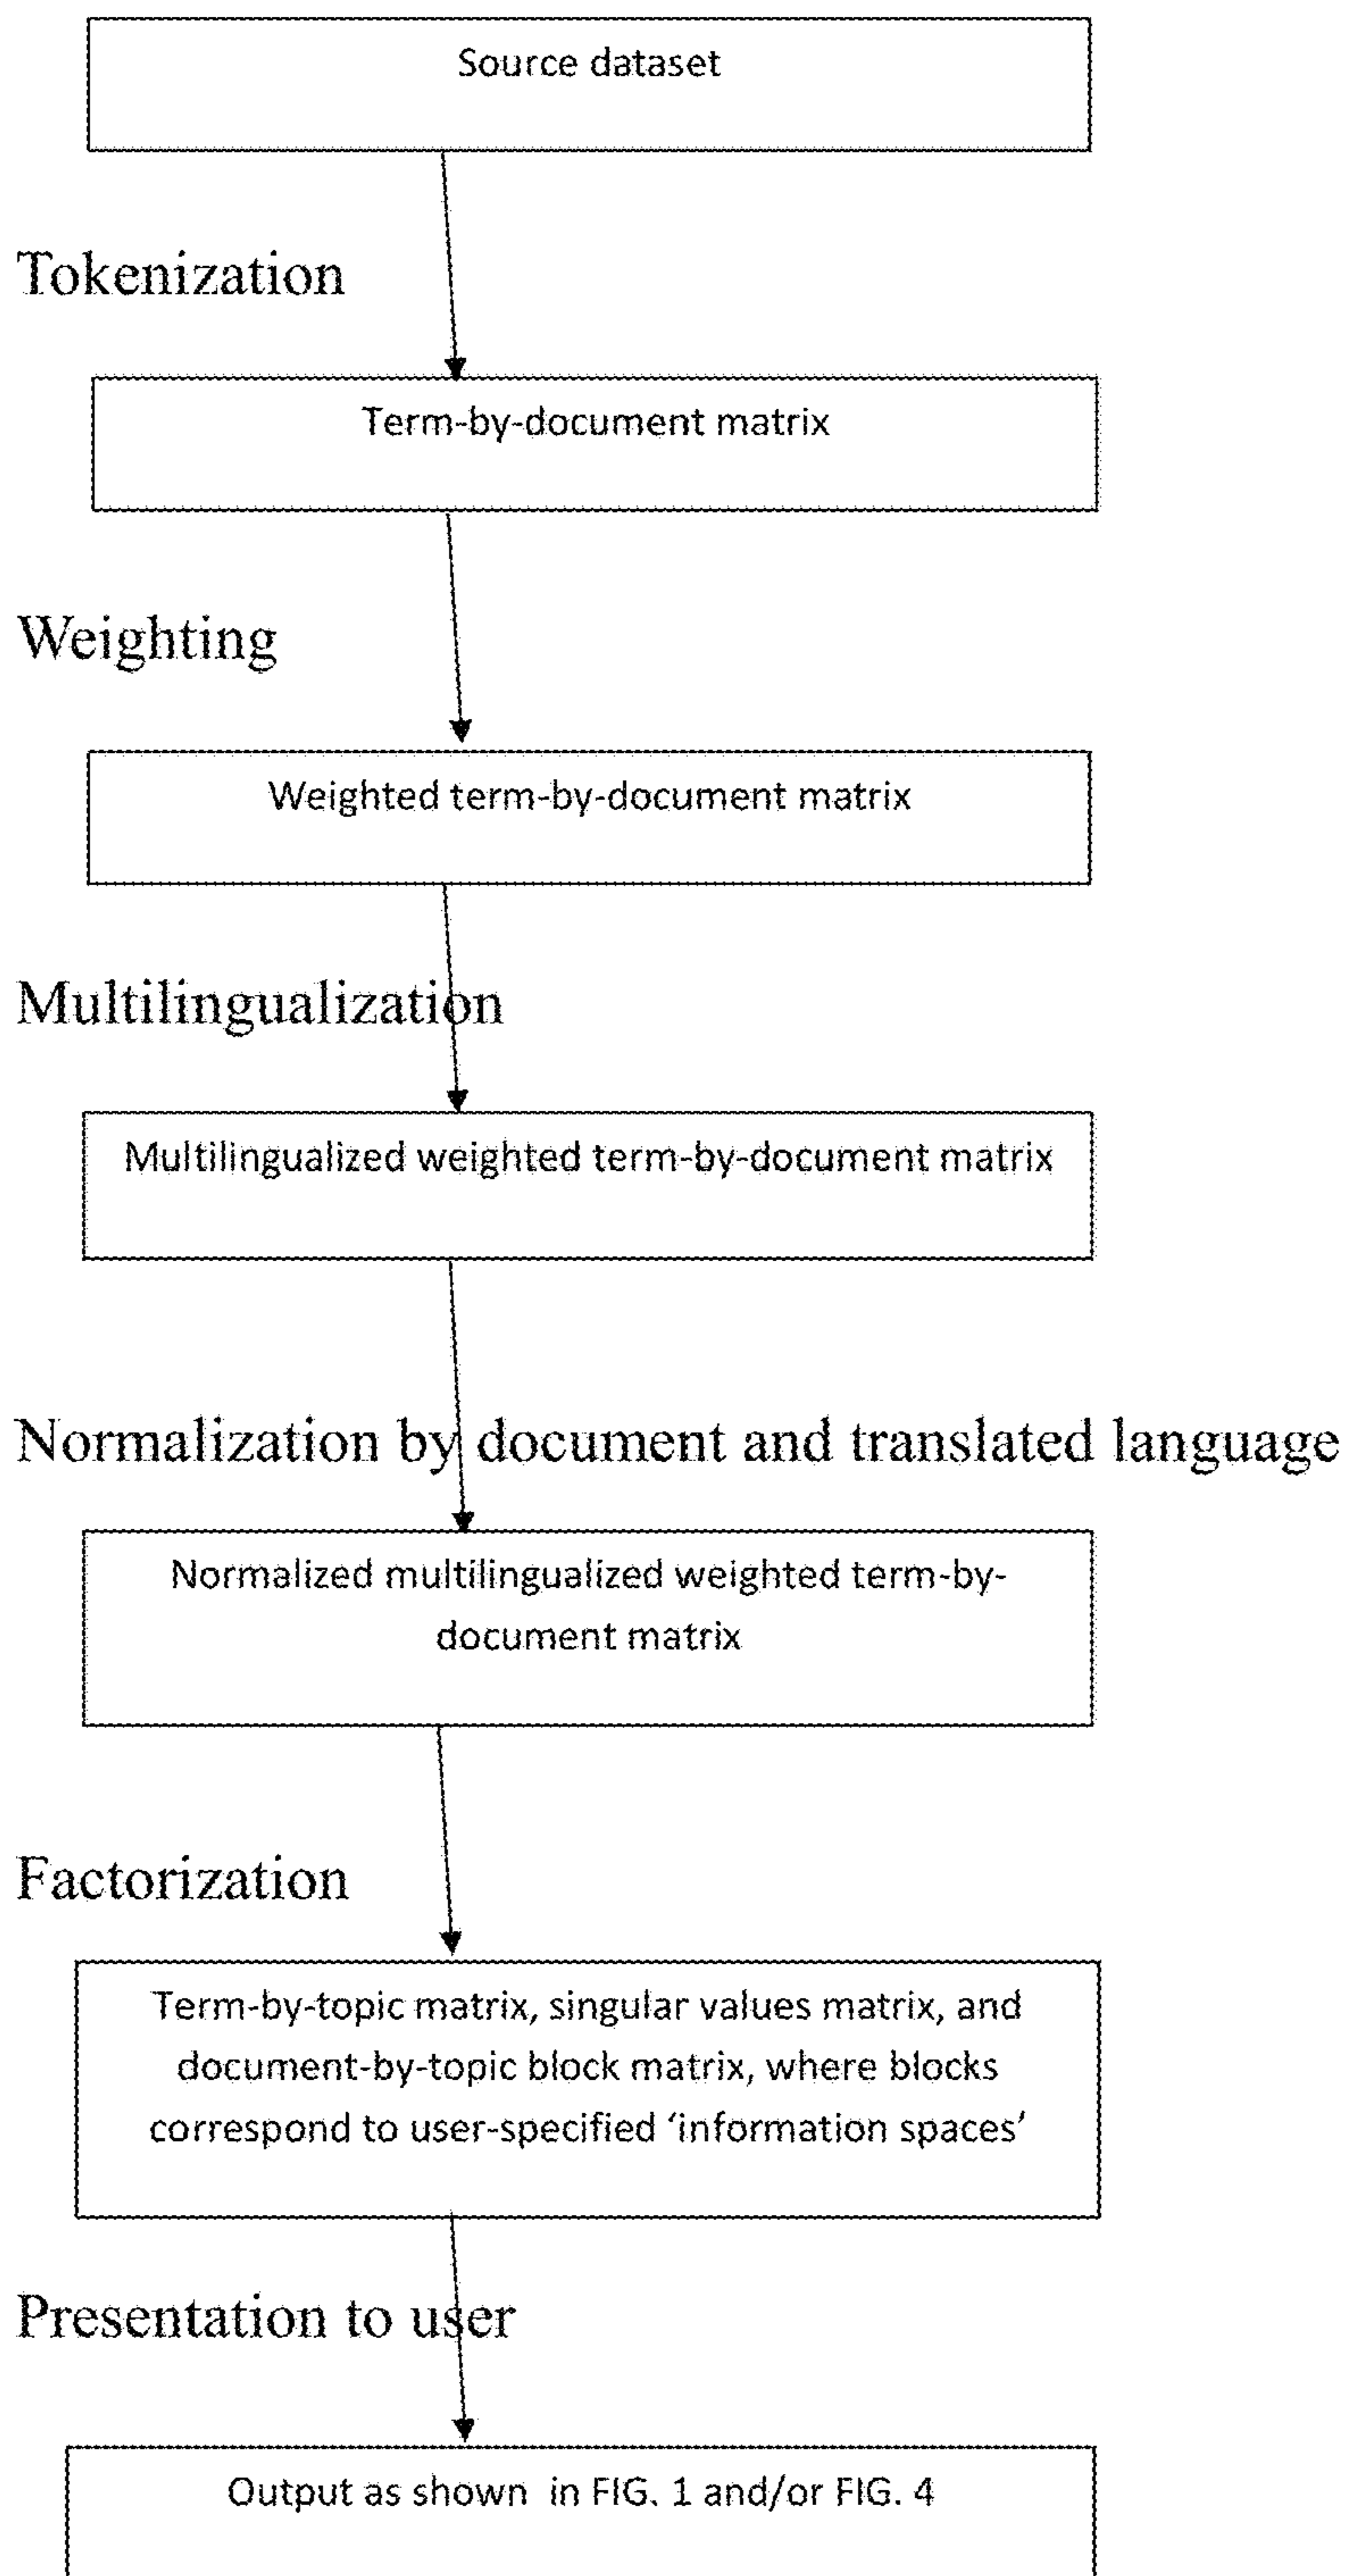 Source dataset
Tokenization
Term-by-document matrix
Weighting
Weighted term-by-document matrix
Multilingualization
Multilingualized weighted term-by-document matrix
Normalization by document and translated language
Normalized multilingualized weighted term-by-
document matrix
Factorization
Term-by-topic matrix, singular values matrix, and
document-by-topic block matrix, where blocks
correspond to user-specified ‘information spaces’
Presentation to user
Output as shown in FIG. 1 and/or FIG. 4